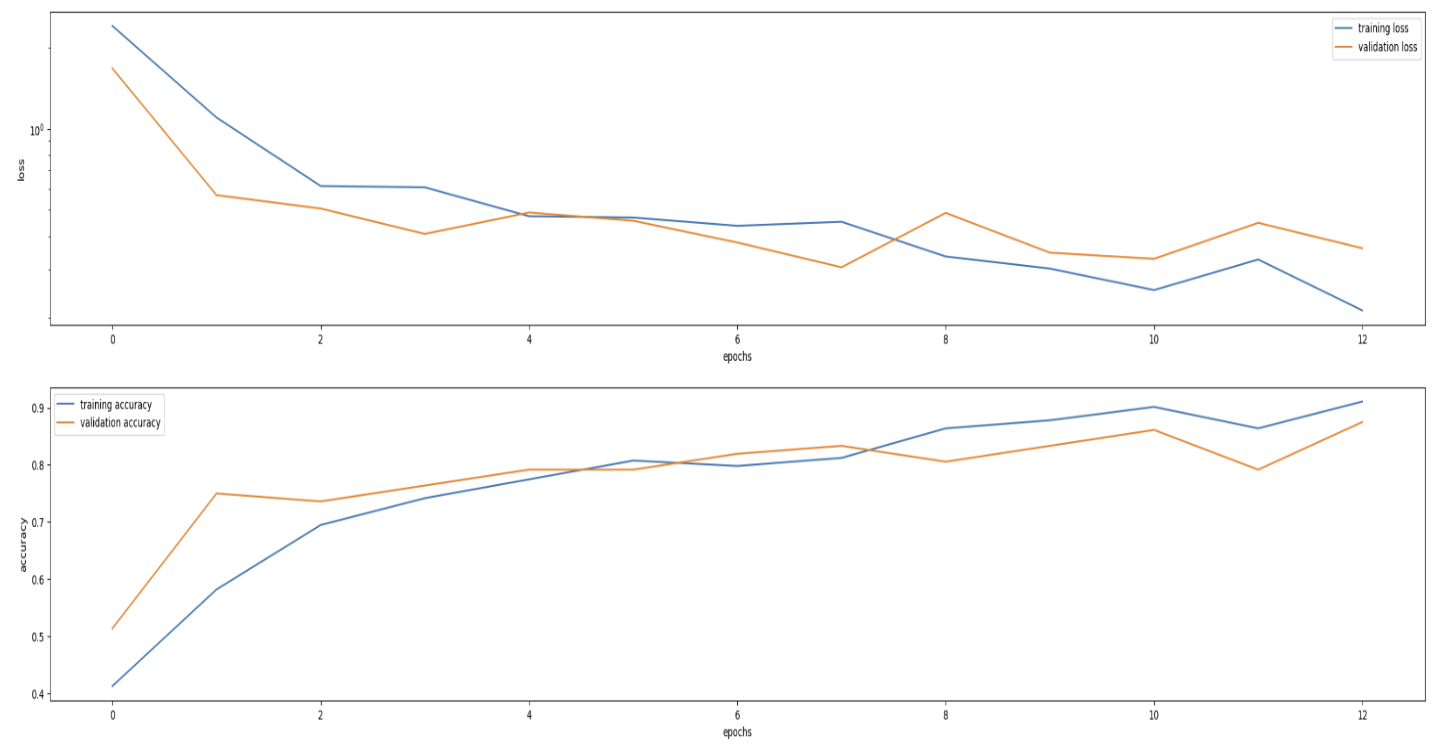 training loss
validation loss
10⁰
loss
0 2 4 6 8 10 12
epochs
training accuracy
validation accuracy
0.9
0.8
0.7
0.6
0.5
0.4
accuracy
0 2 4 6 8 10 12
epochs